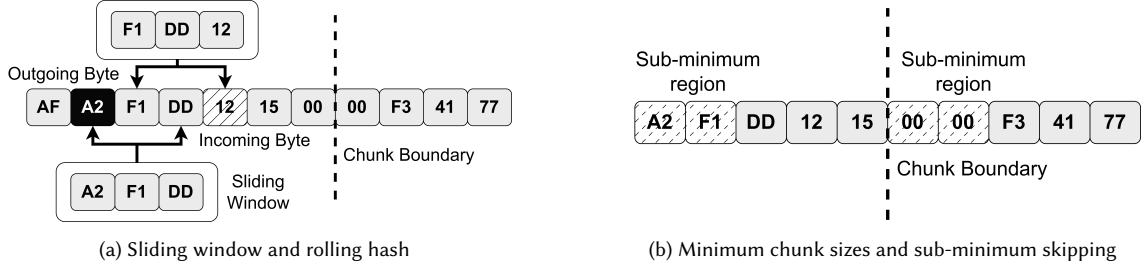 F1 DD 12
Outgoing Byte
AF A2 F1 DD 12 15 00 00 F3 41 77
Incoming Byte
Chunk Boundary
A2 F1 DD
Sliding
Window
(a) Sliding window and rolling hash
Sub-minimum
region
Sub-minimum
region
A2 F1 DD 12 15 00 00 F3 41 77
Chunk Boundary
(b) Minimum chunk sizes and sub-minimum skipping